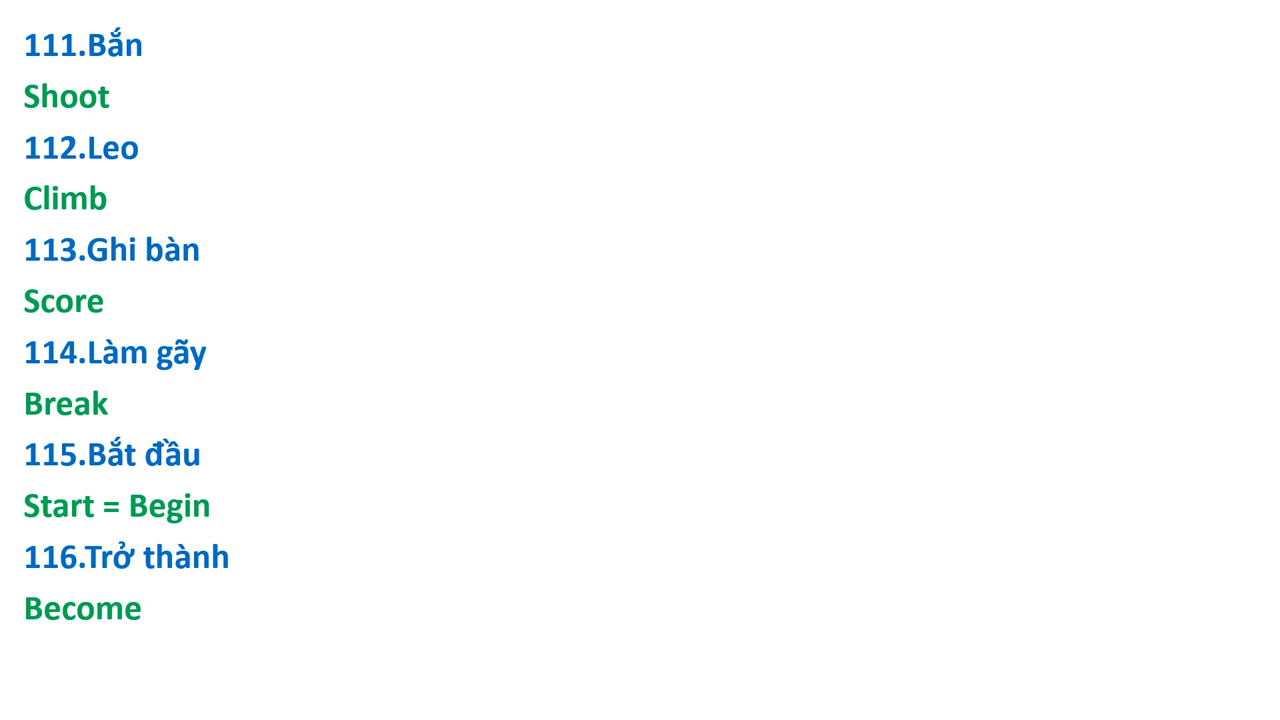 111.Bắn
Shoot
112.Leo
Climb
113.Ghi bàn
Score
114.Làm gãy
Break
115.Bắt đầu
Start = Begin
116.Trở thành
Become